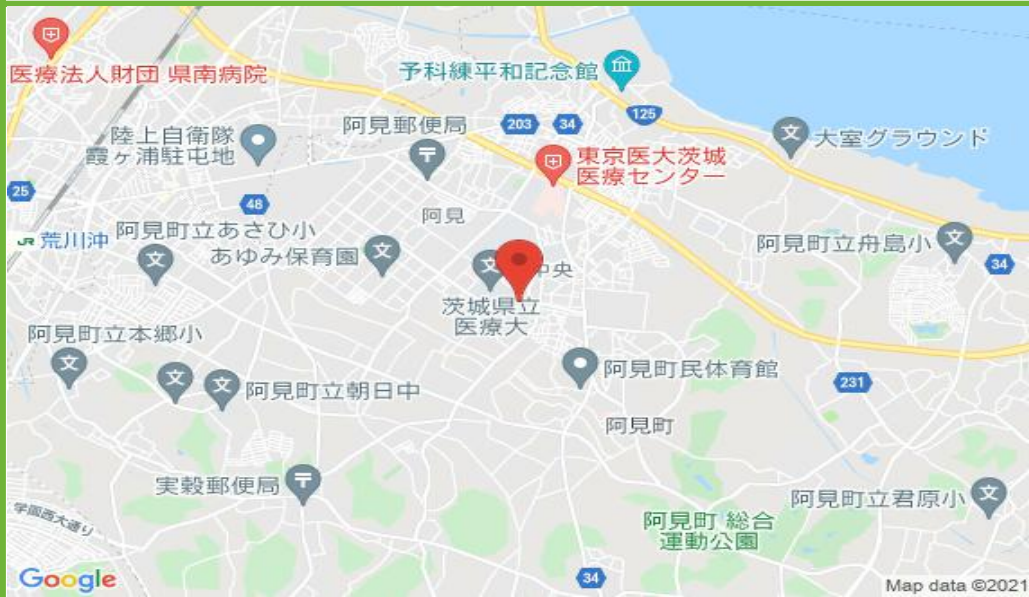 医療法人財団 県南病院
予科練平和記念館
125
203
34
陸上自衛隊
霞ヶ浦駐屯地
阿見郵便局
大室グラウンド
東京医大茨城
医療センター
25
48
阿見
JR 荒川沖
阿見町立あさひ小
あゆみ保育園
中央
阿見町立舟島小
34
茨城県立
医療大
阿見町立本郷小
阿見町民体育館
阿見町立朝日中
231
阿見町
実穀郵便局
阿見町立君原小
学園西大通り
阿見町 総合
運動公園
34
Google
Map data ©2021